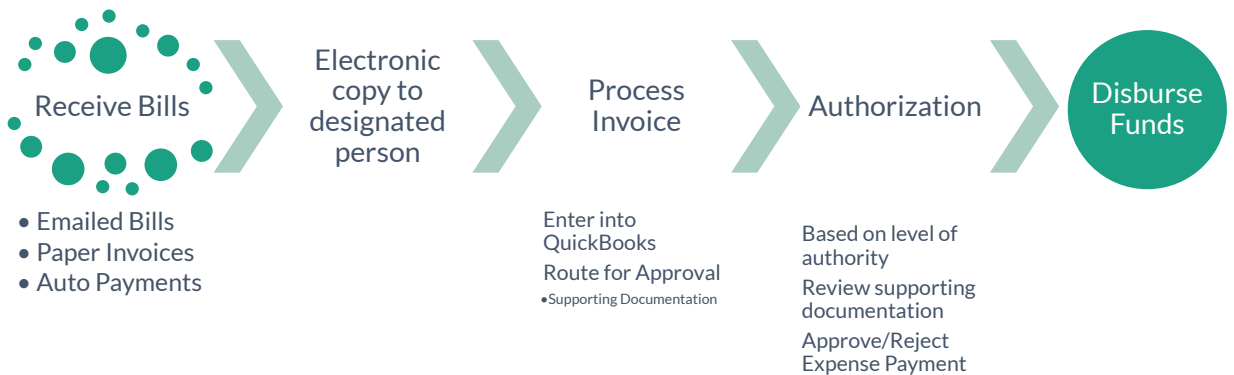 Receive Bills
• Emailed Bills
• Paper Invoices
• Auto Payments
Electronic
copy to
designated
person
Process
Invoice
Enter into
QuickBooks
Route for Approval
•Supporting Documentation
Authorization
Based on level of
authority
Review supporting
documentation
Approve/Reject
Expense Payment
Disburse
Funds